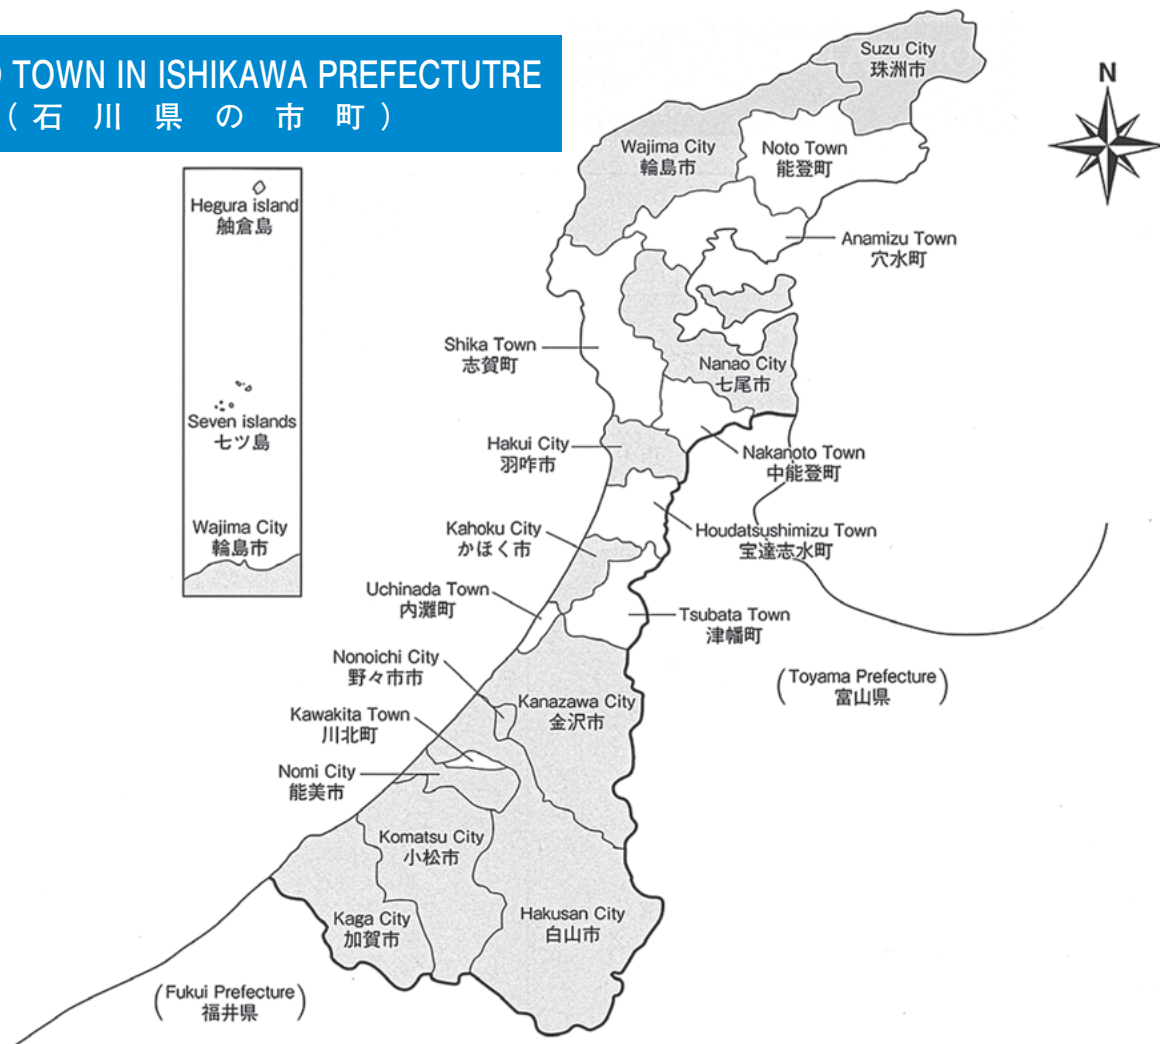 TOWN IN ISHIKAWA PREFECTUTRE
(石川県の市町)
N
Suzu City
珠洲市
Wajima City
輪島市
Noto Town
能登町
Hegura island
舳倉島
Anamizu Town
穴水町
Shika Town
志賀町
Nanao City
七尾市
Seven islands
七ツ島
Hakui City
羽咋市
Nakanoto Town
中能登町
Wajima City
輪島市
Kahoku City
かほく市
Houdatsushimizu Town
宝達志水町
Uchinada Town
内灘町
Tsubata Town
津幡町
Nonoichi City
野々市市
(Toyama Prefecture)
富山県
Kanazawa City
金沢市
Kawakita Town
川北町
Nomi City
能美市
Komatsu City
小松市
Kaga City
加賀市
Hakusan City
白山市
(Fukui Prefecture)
福井県